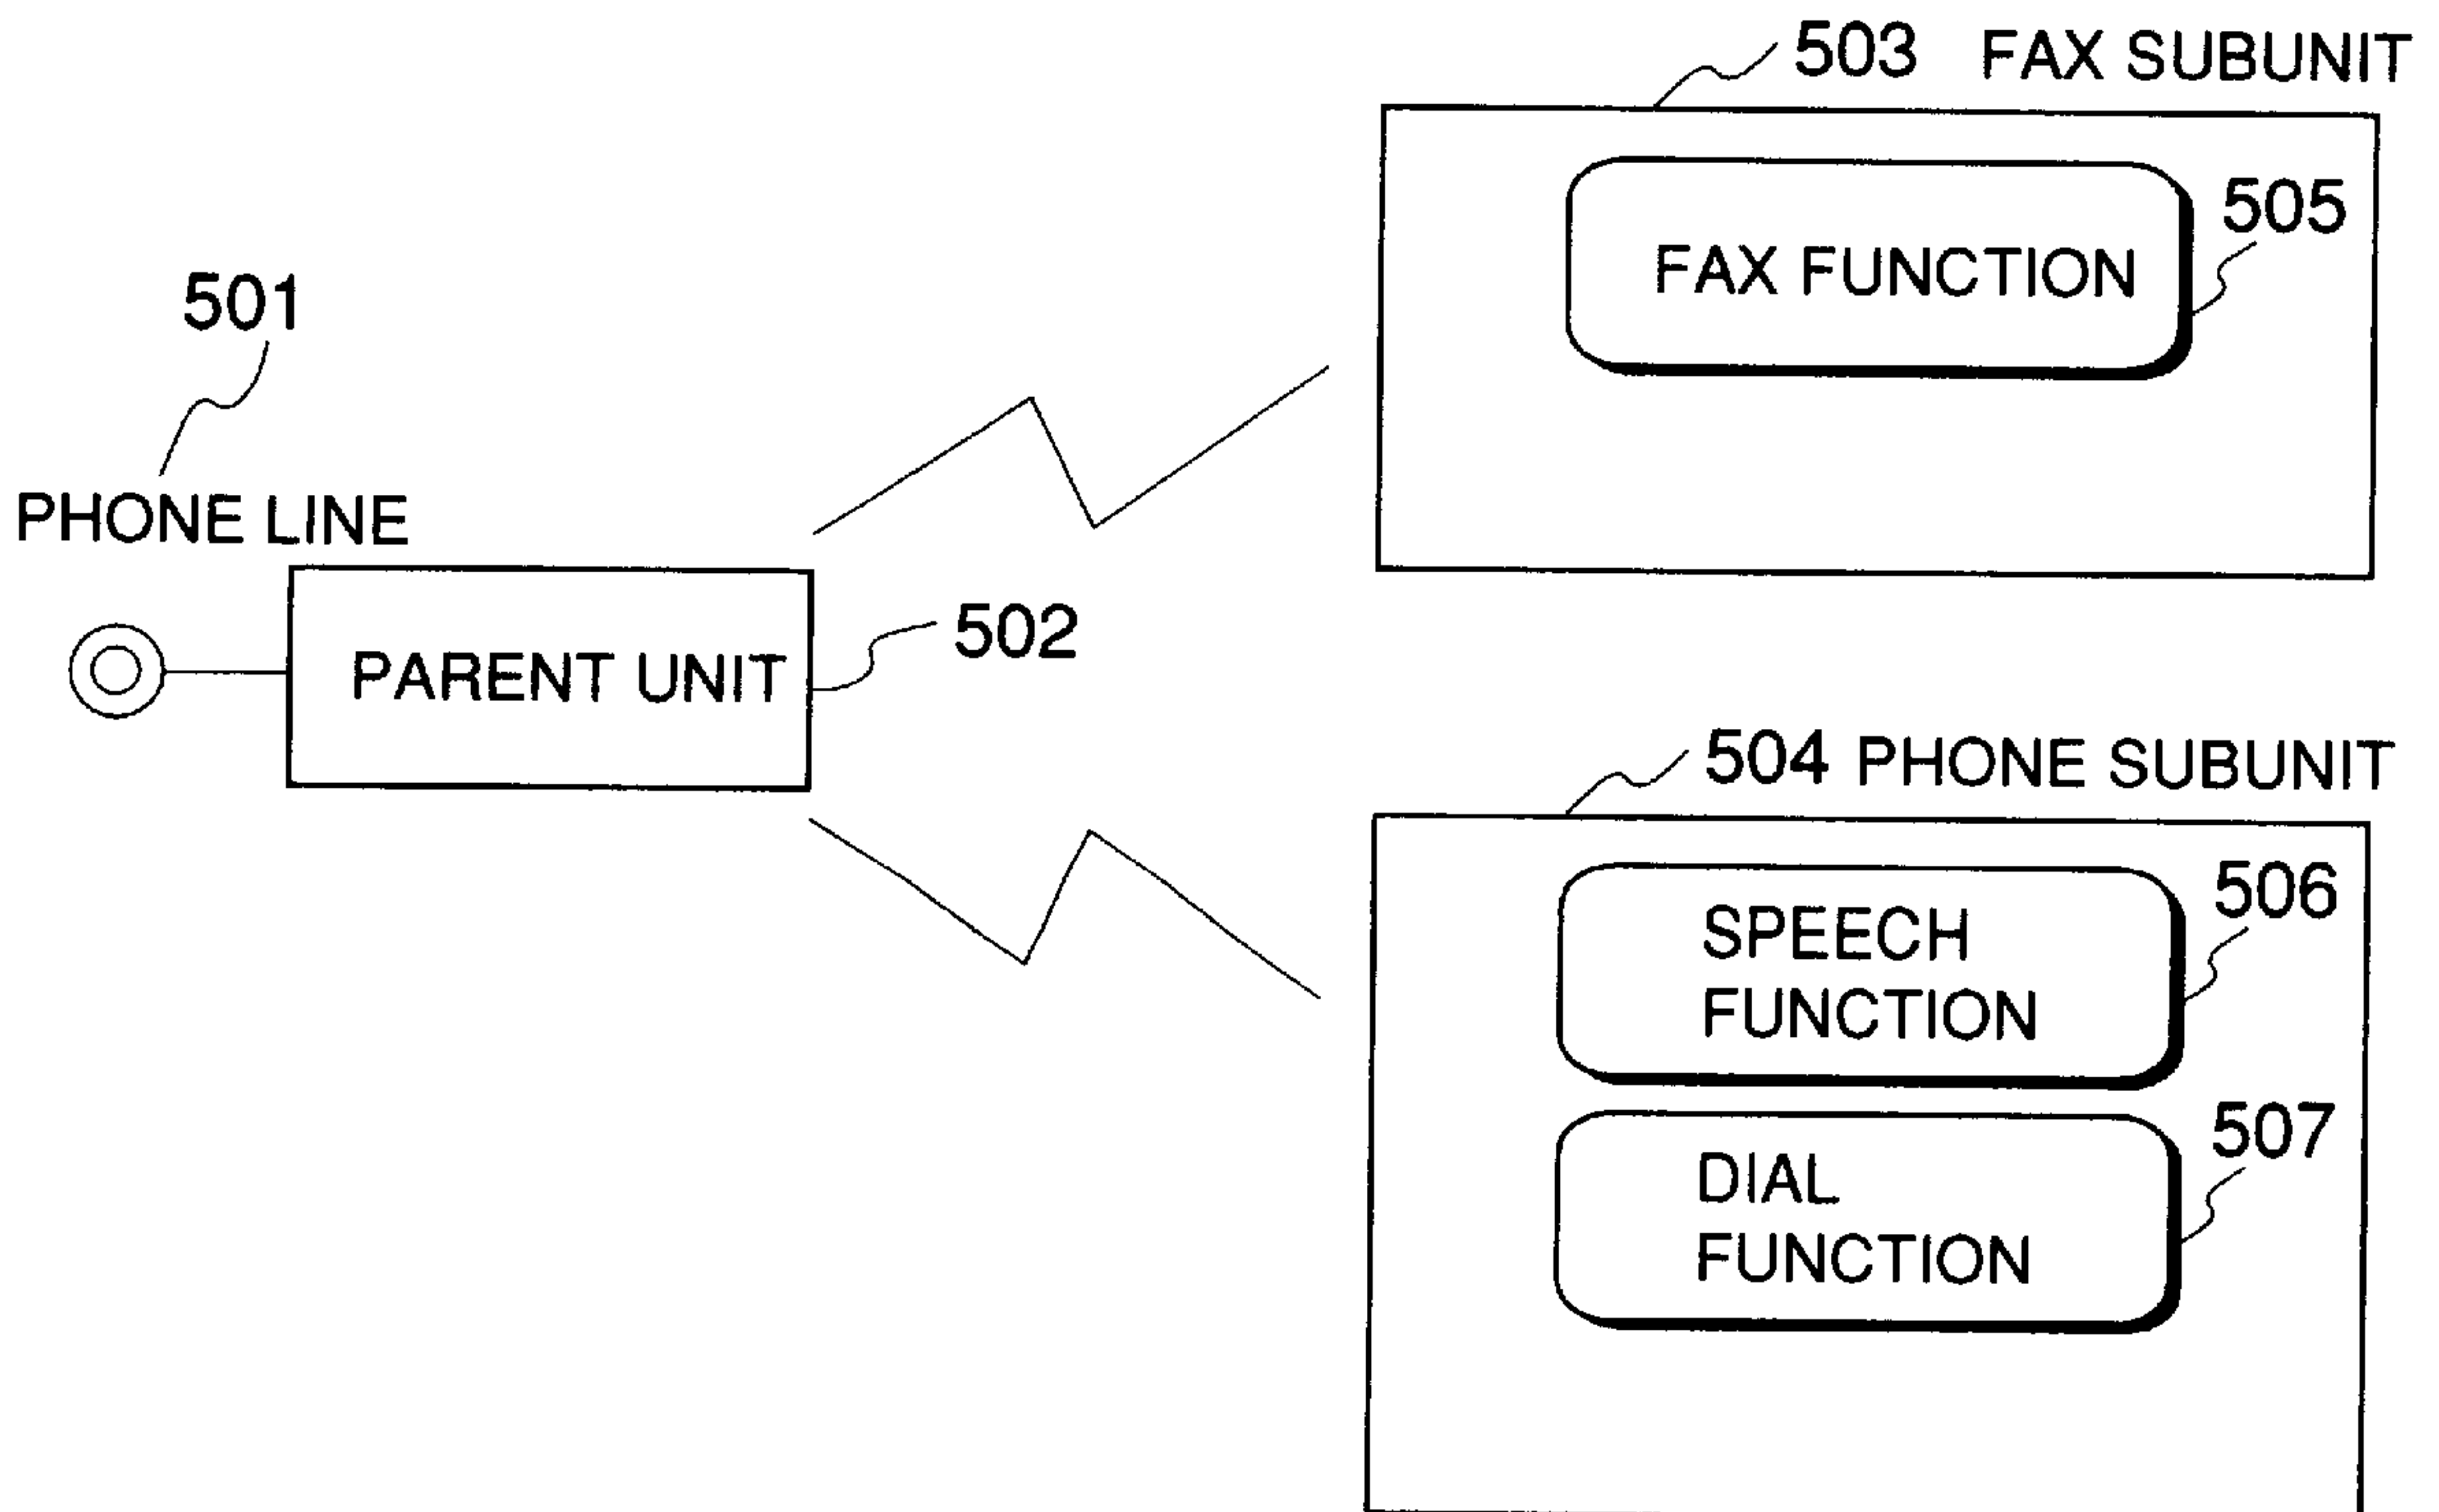 503 FAX SUBUNIT
505
FAX FUNCTION
501
PHONE LINE
502
PARENT UNIT
504 PHONE SUBUNIT
506
SPEECH
FUNCTION
507
DIAL
FUNCTION